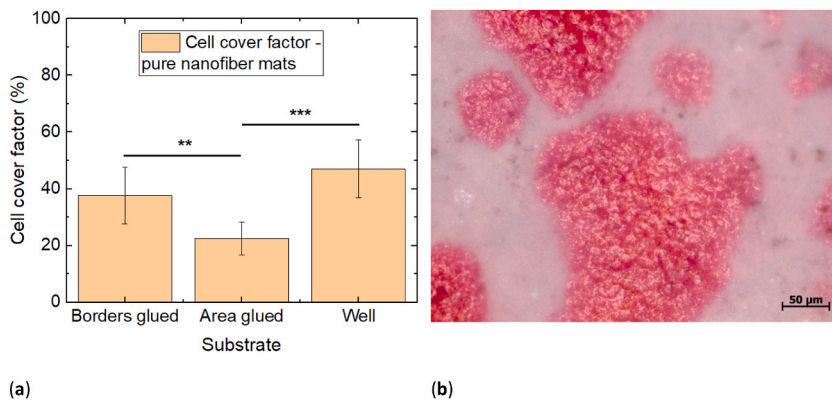 100
80
60
40
20
0
Cell cover factor (%)
Cell cover factor -
pure nanofiber mats
**
***
Borders glued
Area glued
Well
Substrate
50 µm
(a)
(b)